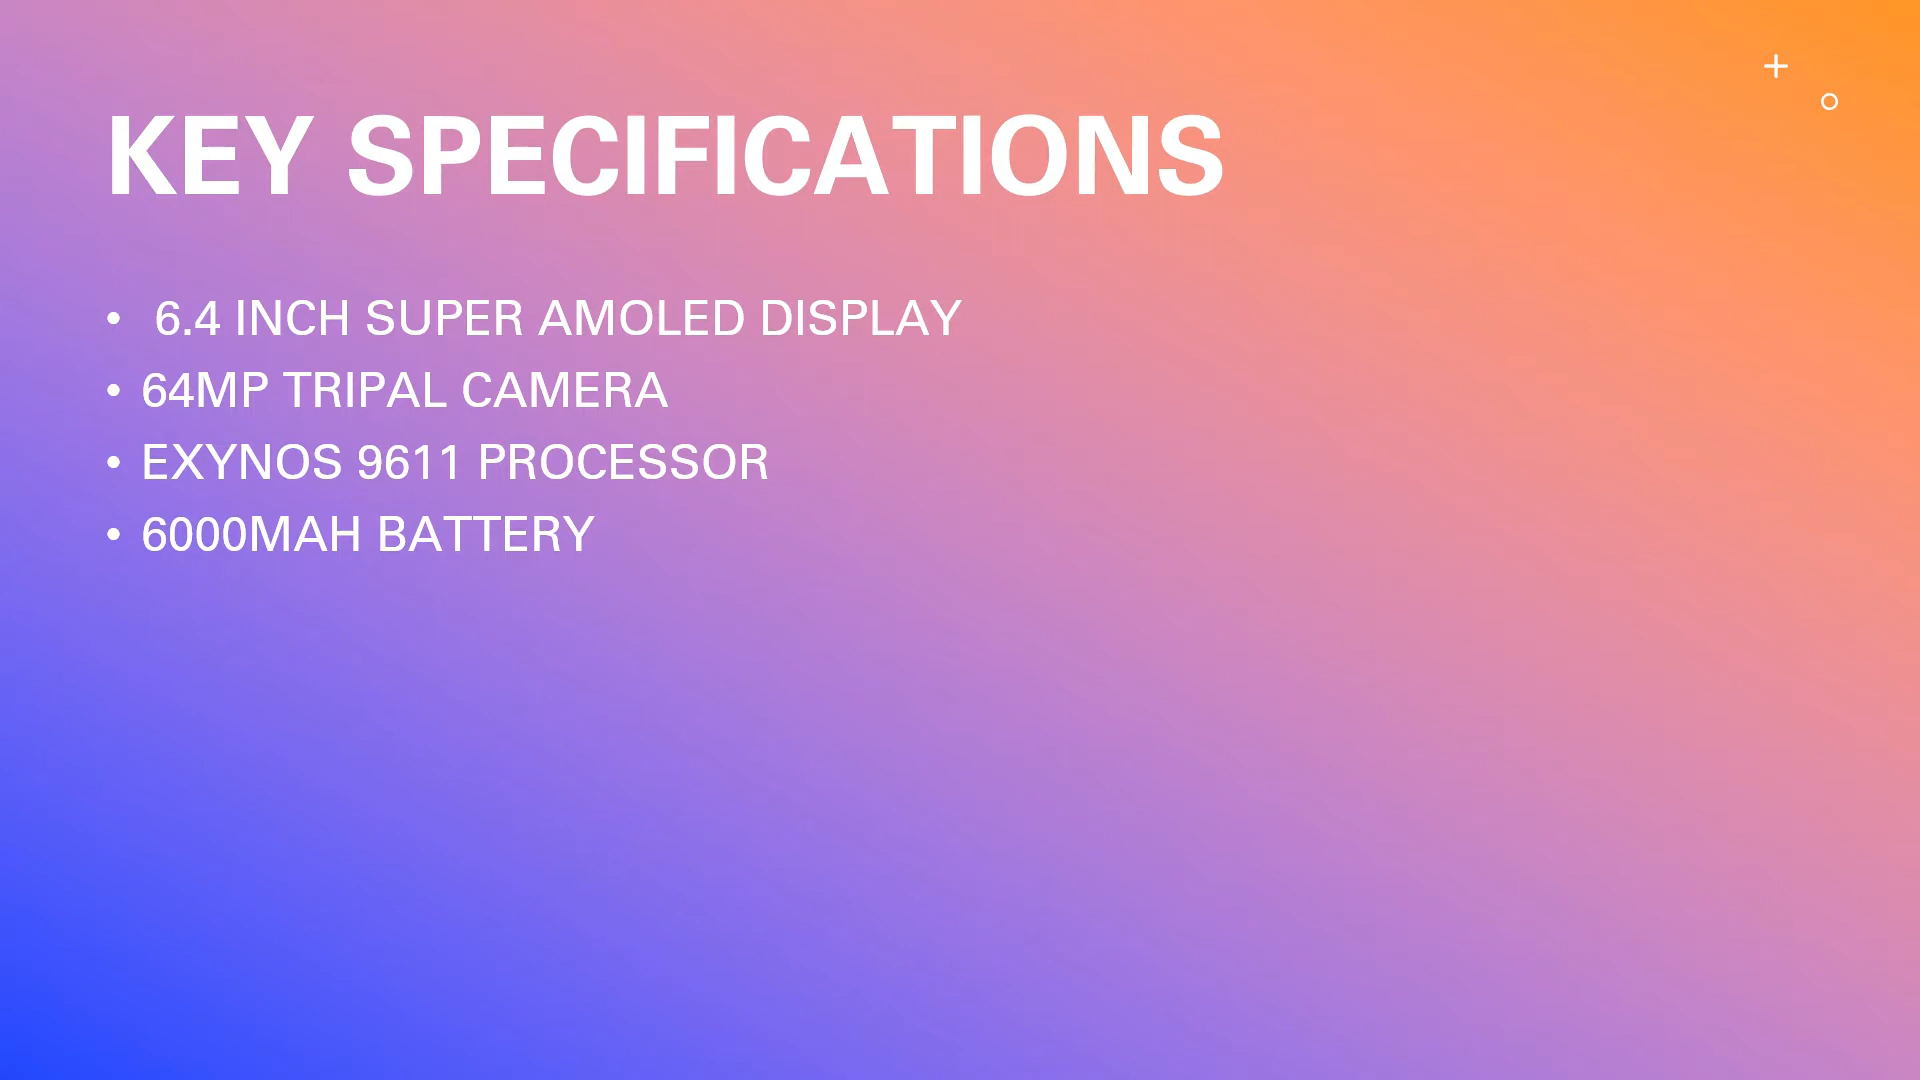 KEY SPECIFICATIONS
• 6.4 INCH SUPER AMOLED DISPLAY
• 64MP TRIPAL CAMERA
• EXYNOS 9611 PROCESSOR
• 6000MAH BATTERY